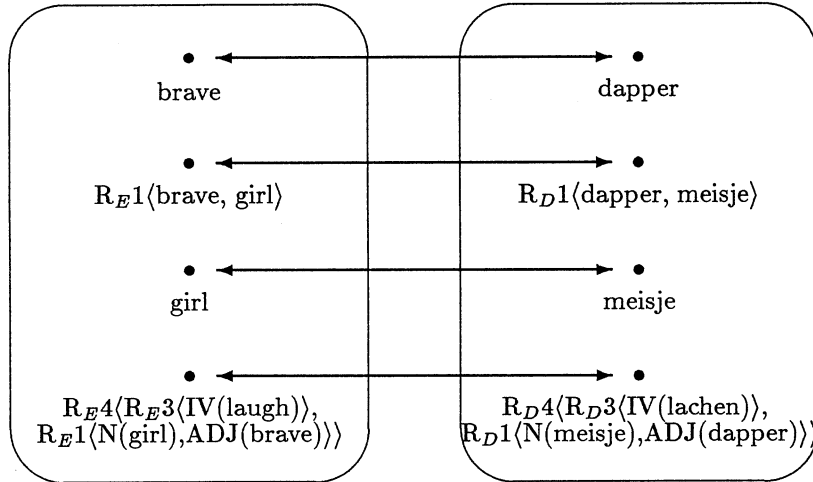 brave
dapper
R_E1⟨brave, girl⟩
R_D1⟨dapper, meisje⟩
girl
meisje
R_E4⟨R_E3⟨IV(laugh)⟩,
R_E1⟨N(girl),ADJ(brave)⟩⟩
R_D4⟨R_D3⟨IV(lachen)⟩,
R_D1⟨N(meisje),ADJ(dapper)⟩⟩